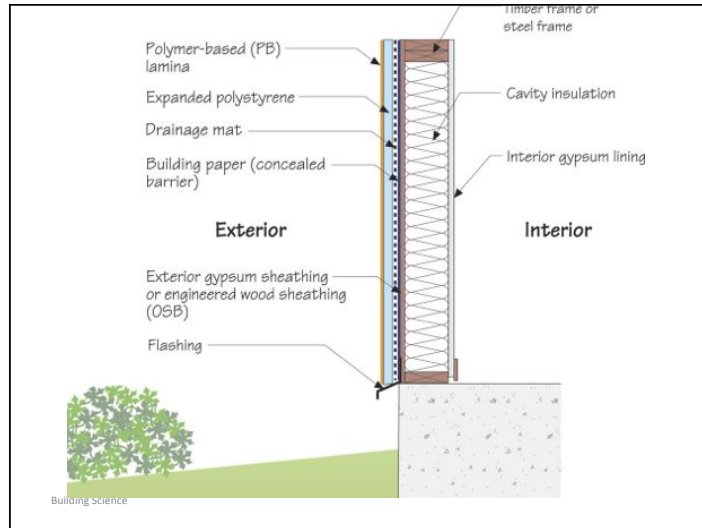 Timber frame or
steel frame
Polymer-based (PB)
lamina
Expanded polystyrene
Cavity insulation
Drainage mat
Building paper (concealed
barrier)
Interior gypsum lining
Exterior
Interior
Exterior gypsum sheathing
or engineered wood sheathing
(OSB)
Flashing
Building Science